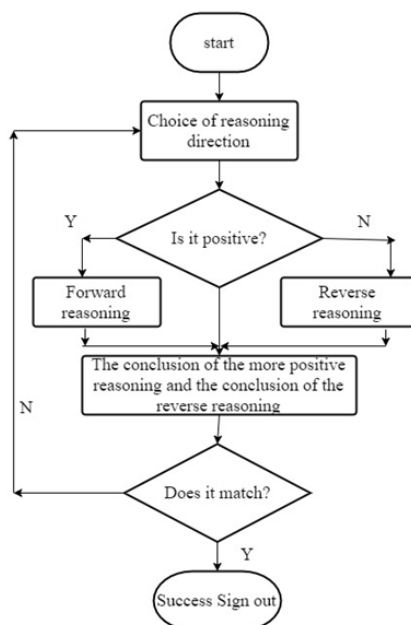 start
Choice of reasoning
direction
Y
N
Is it positive?
Forward
reasoning
Reverse
reasoning
The conclusion of the more positive
reasoning and the conclusion of the
reverse reasoning
N
Does it match?
Y
Success Sign out